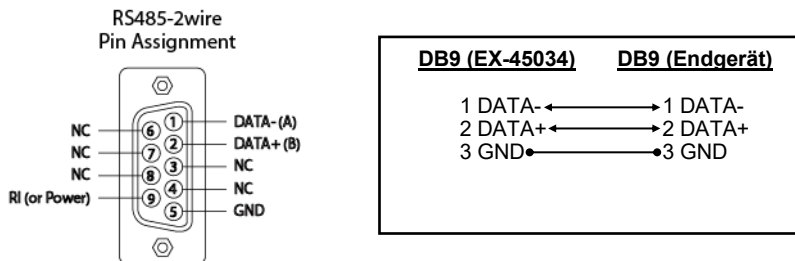 RS485-2wire
Pin Assignment
1 DATA- (A)
NC 6
2 DATA+ (B)
NC 7
3 NC
NC 8
4 NC
RI (or Power) 9
5 GND
DB9 (EX-45034) DB9 (Endgerät)
1 DATA- 1 DATA-
2 DATA+ 2 DATA+
3 GND 3 GND